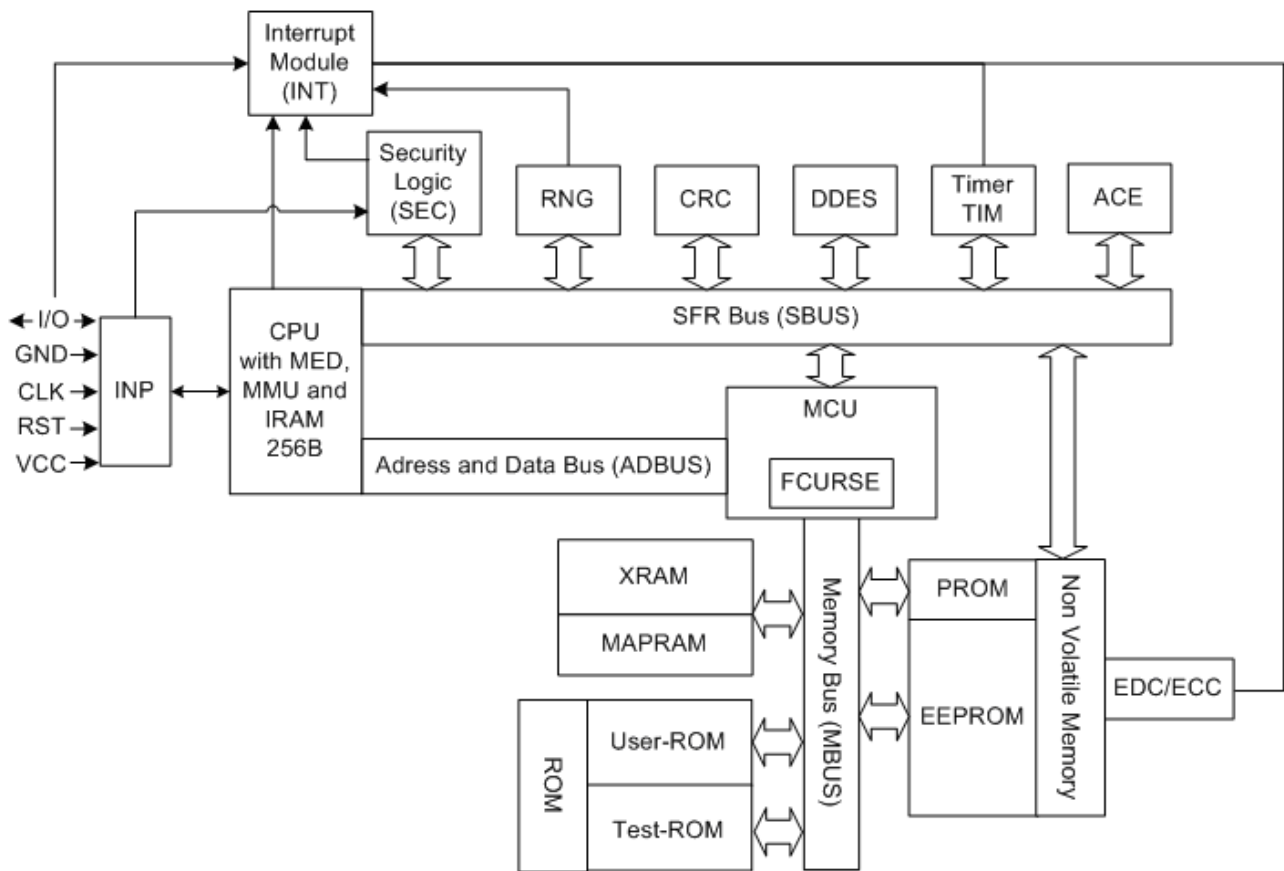 Interrupt
Module
(INT)
Security
Logic
(SEC)
RNG
CRC
DDES
Timer
TIM
ACE
I/O
GND
CLK
RST
VCC
INP
CPU
with MED,
MMU and
IRAM
256B
SFR Bus (SBUS)
MCU
FCURSE
Adress and Data Bus (ADBUS)
XRAM
MAPRAM
Memory Bus (MBUS)
PROM
EEPROM
Non Volatile Memory
EDC/ECC
ROM
User-ROM
Test-ROM